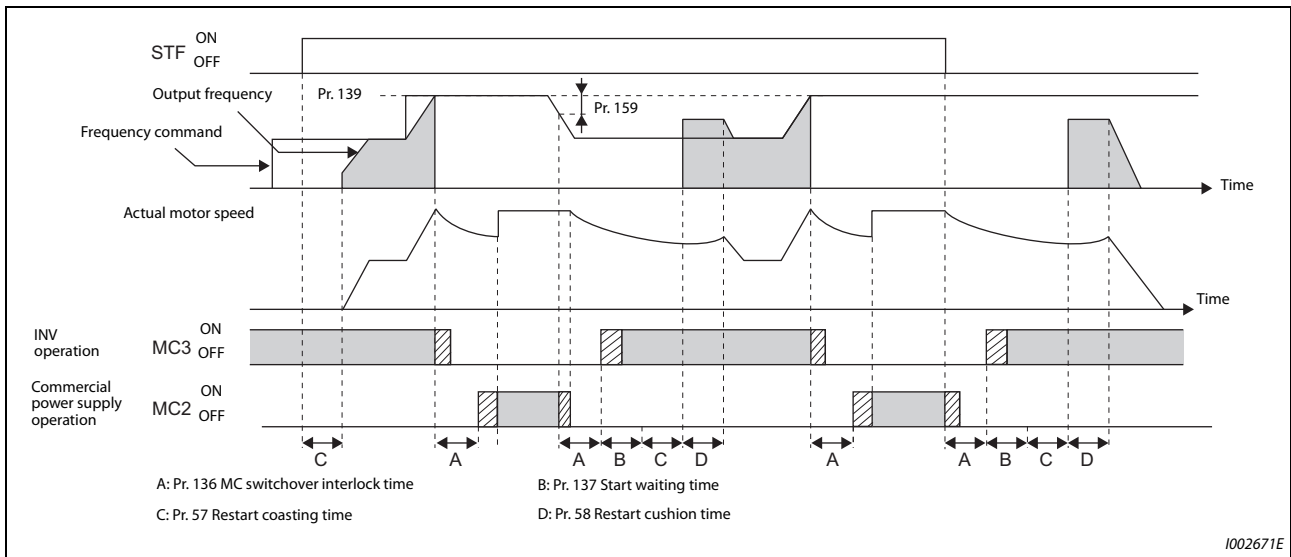 STF ON
OFF
Output frequency
Pr. 139
Pr. 159
Frequency command
Time
Actual motor speed
Time
INV
operation
MC3 ON
OFF
Commercial
power supply
operation
MC2 ON
OFF
C A A B C D A A B C D
A: Pr. 136 MC switchover interlock time
B: Pr. 137 Start waiting time
C: Pr. 57 Restart coasting time
D: Pr. 58 Restart cushion time
I002671E